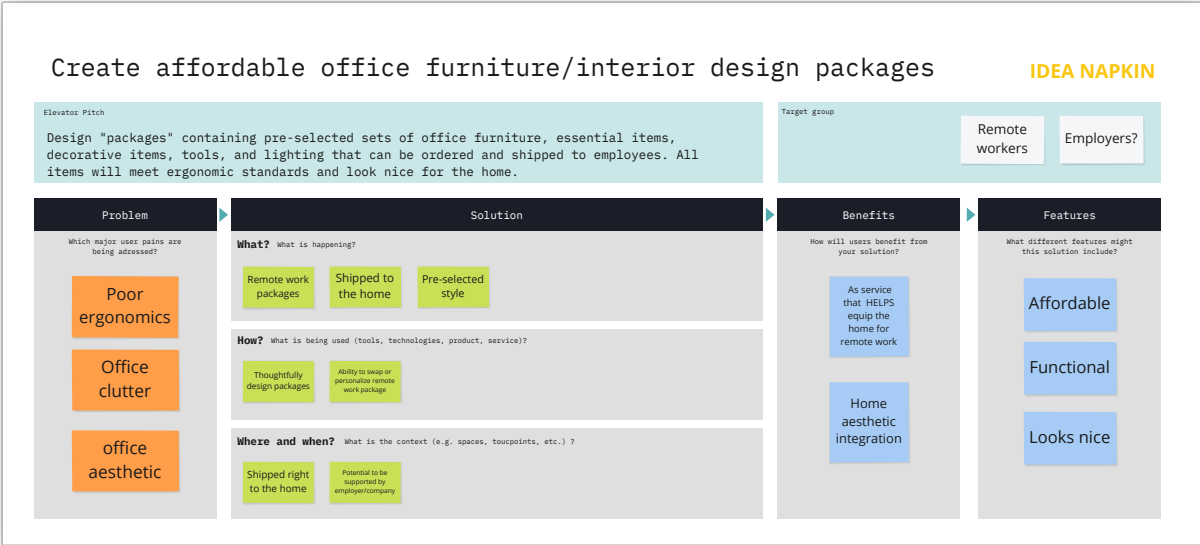 Create affordable office furniture/interior design packages
IDEA NAPKIN
Elevator Pitch
Design "packages" containing pre-selected sets of office furniture, essential items,
decorative items, tools, and lighting that can be ordered and shipped to employees. All
items will meet ergonomic standards and look nice for the home.
Target group
Remote
workers
Employers?
Problem
Which major user pains are
being adressed?
Poor
ergonomics
Office
clutter
office
aesthetic
Solution
What? What is happening?
Remote work
packages
Shipped to
the home
Pre-selected
style
How? What is being used (tools, technologies, product, service)?
Thoughtfully
design packages
Ability to swap or
personalize remote
work package
Where and when? What is the context (e.g. spaces, toucpoints, etc.) ?
Shipped right
to the home
Potential to be
supported by
employer/company
Benefits
How will users benefit from
your solution?
As service
that HELPS
equip the
home for
remote work
Home
aesthetic
integration
Features
What different features might
this solution include?
Affordable
Functional
Looks nice